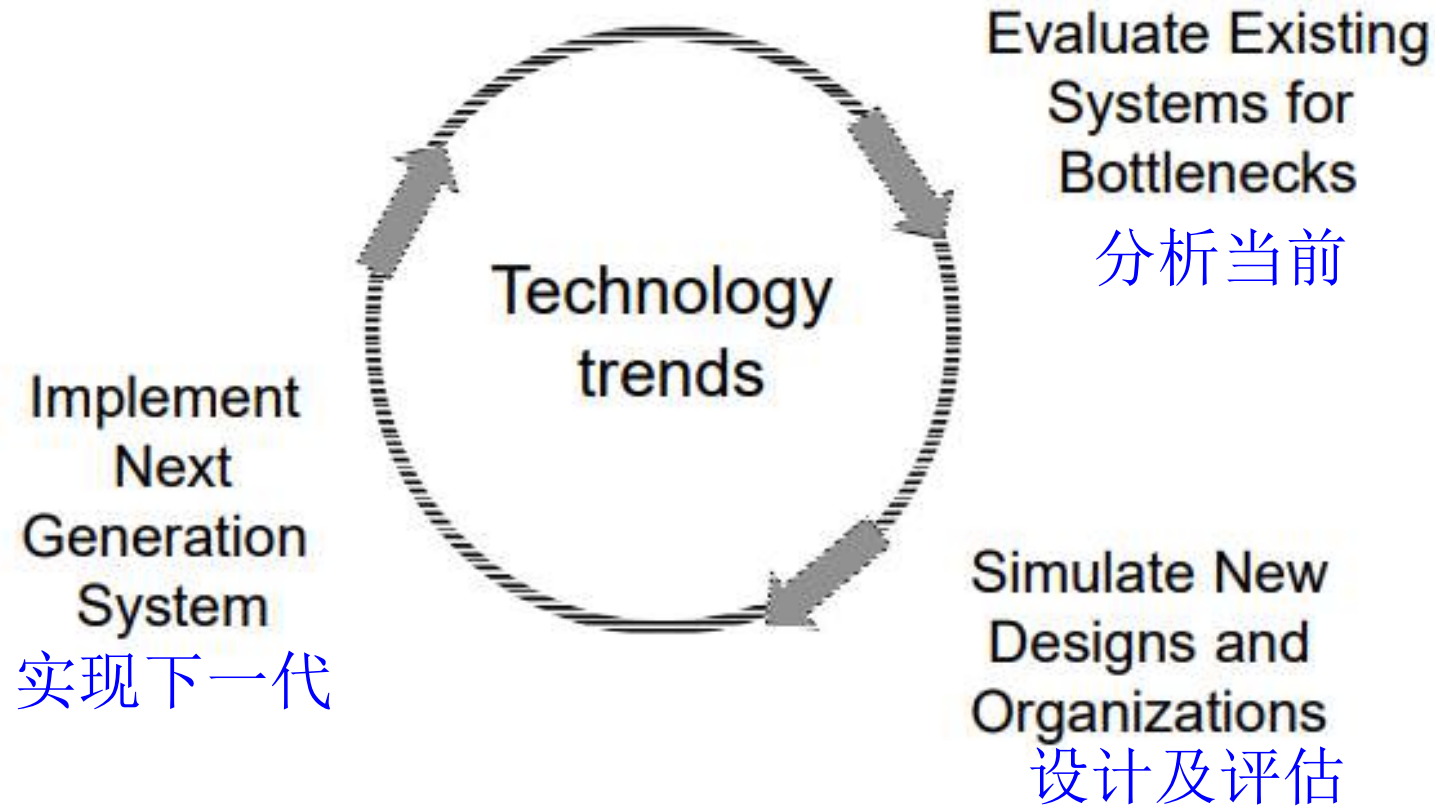 Evaluate Existing
Systems for
Bottlenecks
分析当前
Technology
trends
Implement
Next
Generation
System
实现下一代
Simulate New
Designs and
Organizations
设计及评估